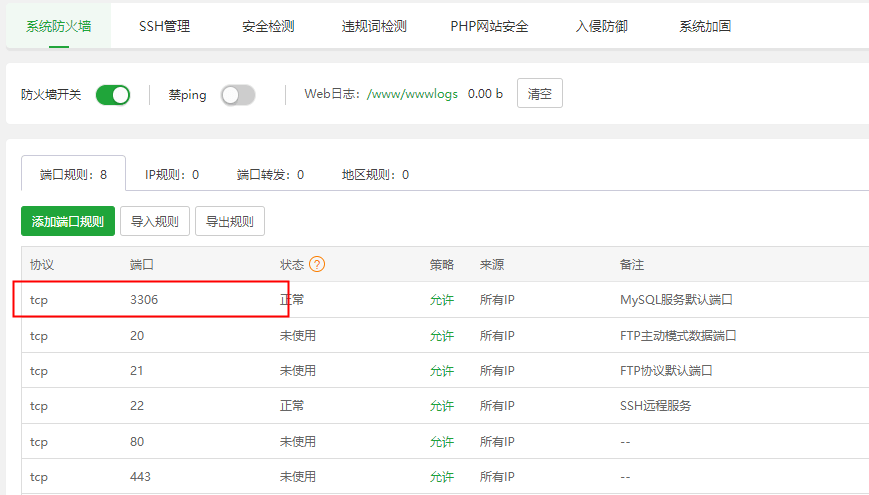 系统防火墙 SSH管理 安全检测 违规词检测 PHP网站安全 入侵防御 系统加固
防火墙开关 禁ping Web日志：/www/wwwlogs 0.00 b 清空
端口规则：8 IP规则：0 端口转发：0 地区规则：0
添加端口规则 导入规则 导出规则
协议 端口 状态 ? 策略 来源 备注
tcp 3306 正常 允许 所有IP MySQL服务默认端口
tcp 20 未使用 允许 所有IP FTP主动模式数据端口
tcp 21 未使用 允许 所有IP FTP协议默认端口
tcp 22 正常 允许 所有IP SSH远程服务
tcp 80 未使用 允许 所有IP --
tcp 443 未使用 允许 所有IP --